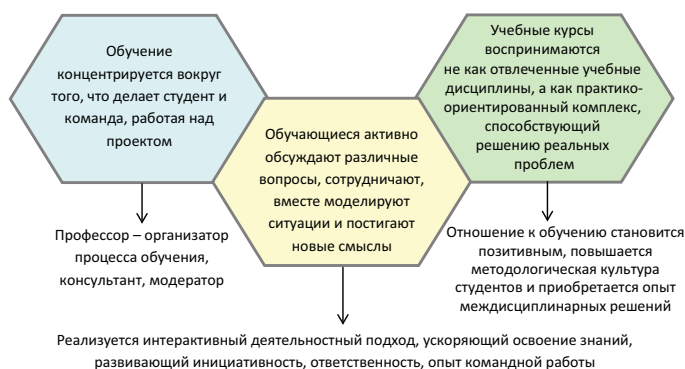 Обучение
концентрируется вокруг
того, что делает студент и
команда, работая над
проектом
Обучающиеся активно
обсуждают различные
вопросы, сотрудничают,
вместе моделируют
ситуации и постигают
новые смыслы
Учебные курсы
воспринимаются
не как отвлеченные учебные
дисциплины, а как практико-
ориентированный комплекс,
способствующий
решению реальных
проблем
Профессор – организатор
процесса обучения,
консультант, модератор
Отношение к обучению становится
позитивным, повышается
методологическая культура
студентов и приобретается опыт
междисциплинарных решений
Реализуется интерактивный деятельностный подход, ускоряющий освоение знаний,
развивающий инициативность, ответственность, опыт командной работы